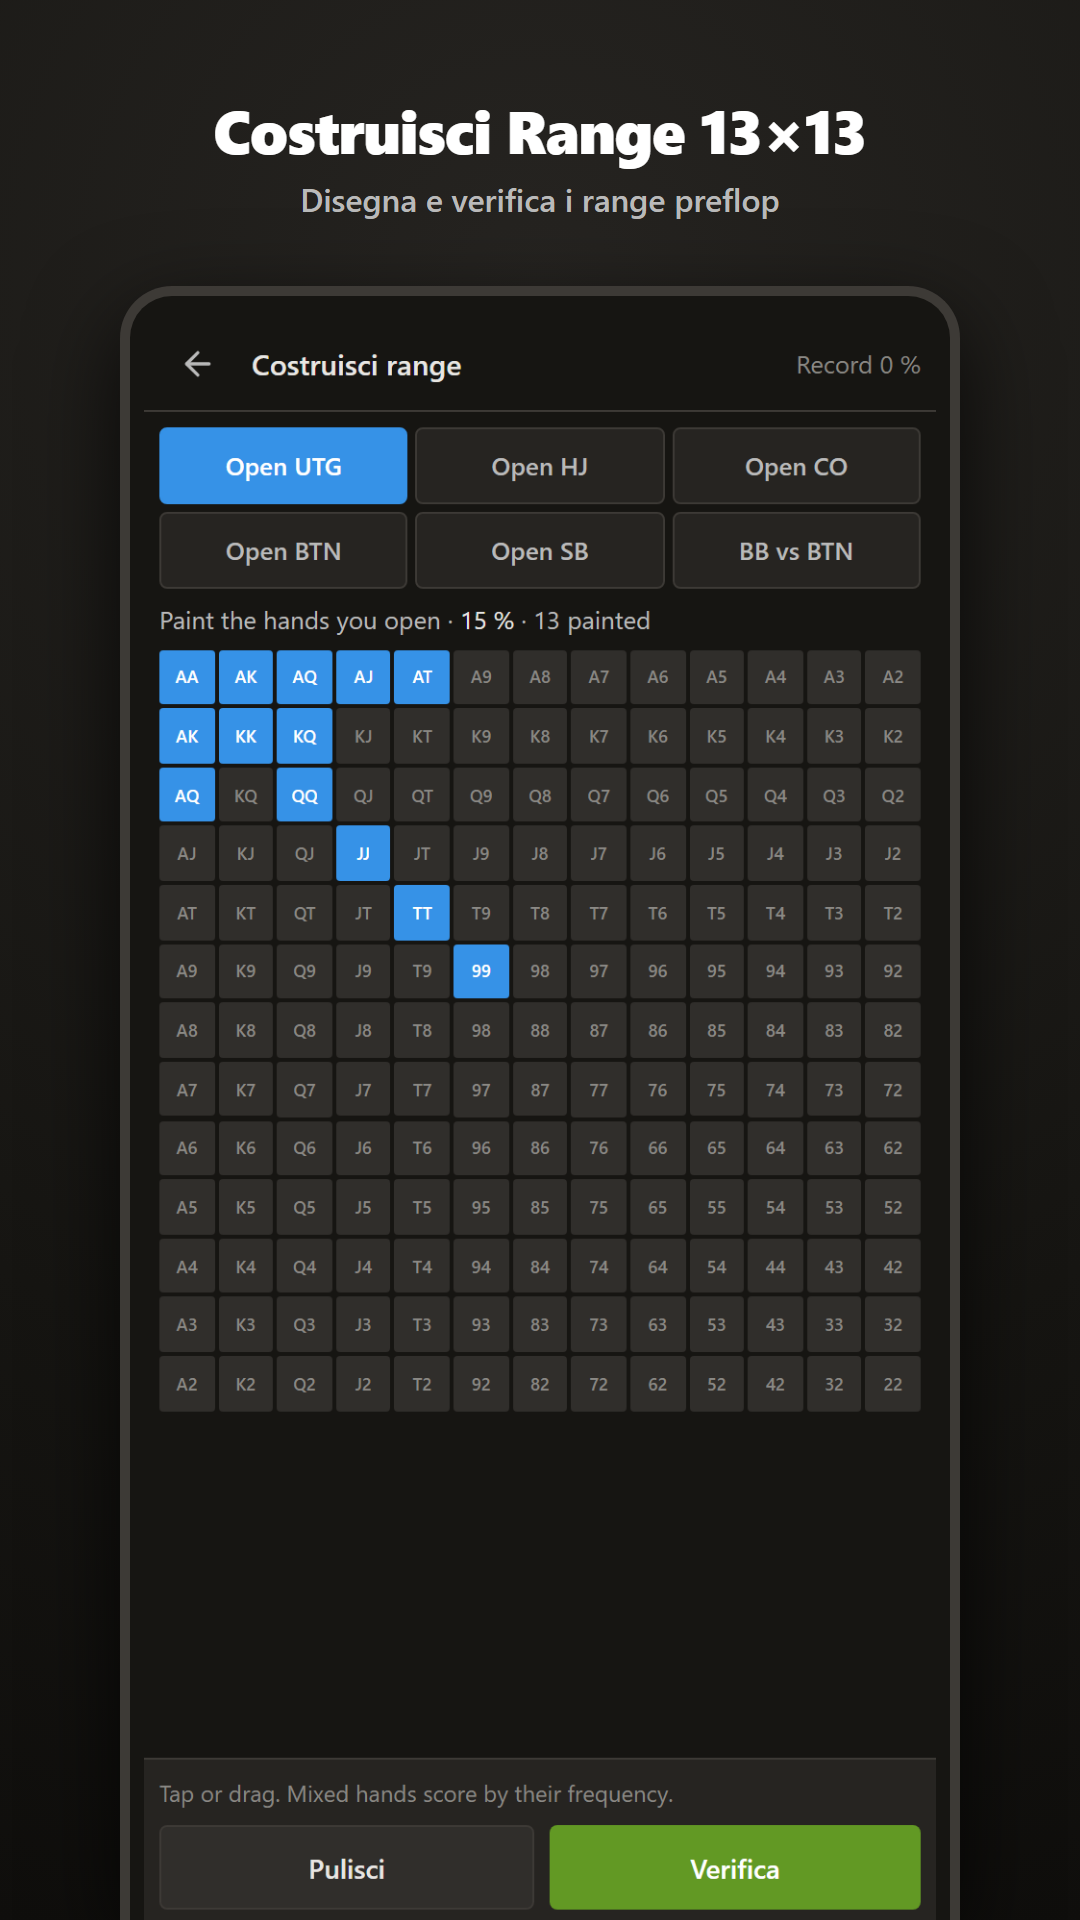 Costruisci Range 13×13
Disegna e verifica i range preflop
Costruisci range
Record 0 %
Open UTG Open HJ Open CO
Open BTN Open SB BB vs BTN
Paint the hands you open · 15 % · 13 painted
AA AK AQ AJ AT A9 A8 A7 A6 A5 A4 A3 A2
AK KK KQ KJ KT K9 K8 K7 K6 K5 K4 K3 K2
AQ KQ QQ QJ QT Q9 Q8 Q7 Q6 Q5 Q4 Q3 Q2
AJ KJ QJ JJ JT J9 J8 J7 J6 J5 J4 J3 J2
AT KT QT JT TT T9 T8 T7 T6 T5 T4 T3 T2
A9 K9 Q9 J9 T9 99 98 97 96 95 94 93 92
A8 K8 Q8 J8 T8 98 88 87 86 85 84 83 82
A7 K7 Q7 J7 T7 97 87 77 76 75 74 73 72
A6 K6 Q6 J6 T6 96 86 76 66 65 64 63 62
A5 K5 Q5 J5 T5 95 85 75 65 55 54 53 52
A4 K4 Q4 J4 T4 94 84 74 64 54 44 43 42
A3 K3 Q3 J3 T3 93 83 73 63 53 43 33 32
A2 K2 Q2 J2 T2 92 82 72 62 52 42 32 22
Tap or drag. Mixed hands score by their frequency.
Pulisci Verifica